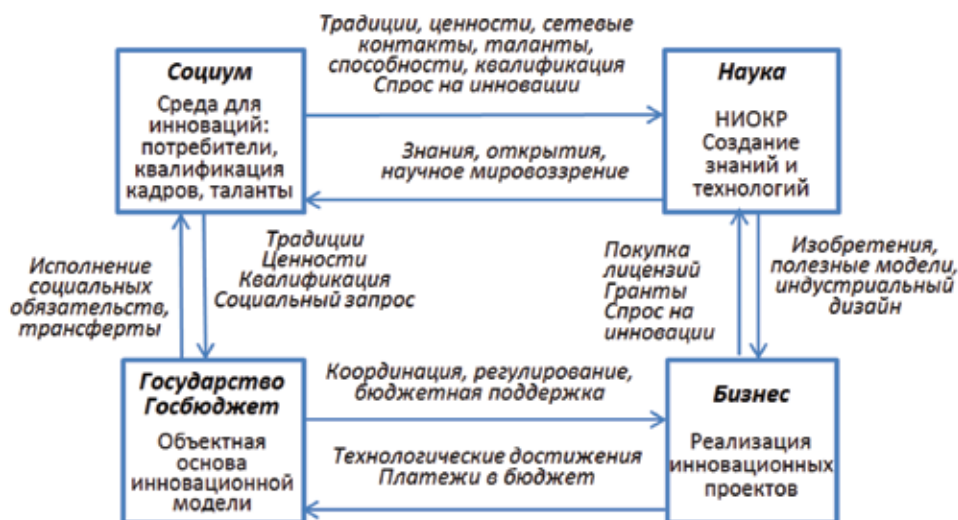 Традиции, ценности, сетевые
контакты, таланты,
способности, квалификация
Спрос на инновации
Социум
Среда для
инноваций:
потребители,
квалификация
кадров, таланты
Наука
НИОКР
Создание
знаний и
технологий
Знания, открытия,
научное мировоззрение
Исполнение
социальных
обязательств,
трансферты
Традиции
Ценности
Квалификация
Социальный запрос
Покупка
лицензий
Гранты
Спрос на
инновации
Изобретения,
полезные модели,
индустриальный
дизайн
Государство
Госбюджет
Объектная
основа
инновационной
модели
Координация, регулирование,
бюджетная поддержка
Технологические достижения
Платежи в бюджет
Бизнес
Реализация
инновационных
проектов